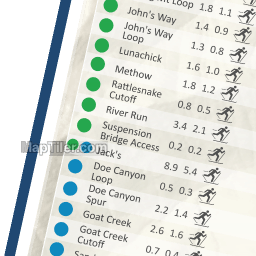 Loop 1.8 1.1
John's Way 1.4 0.9
John's Way
Loop 1.3 0.8
Lunachick 1.6 1.0
Methow 1.8 1.2
Rattlesnake
Cutoff 0.8 0.5
River Run 3.4 2.1
Suspension
Bridge Access 0.2 0.2
Jack's 8.9 5.4
MapTiler.com
Doe Canyon
Loop 0.5 0.3
Doe Canyon
Spur 2.2 1.4
Goat Creek 2.6 1.6
Goat Creek
Cutoff 0.7 0.4